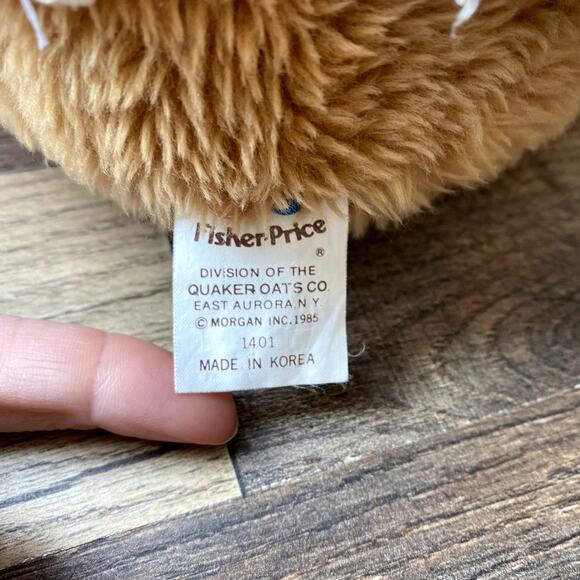 Fisher-Price
®
DIVISION OF THE
QUAKER OATS CO.
EAST AURORA, N.Y.
© MORGAN INC. 1985
1401
MADE IN KOREA